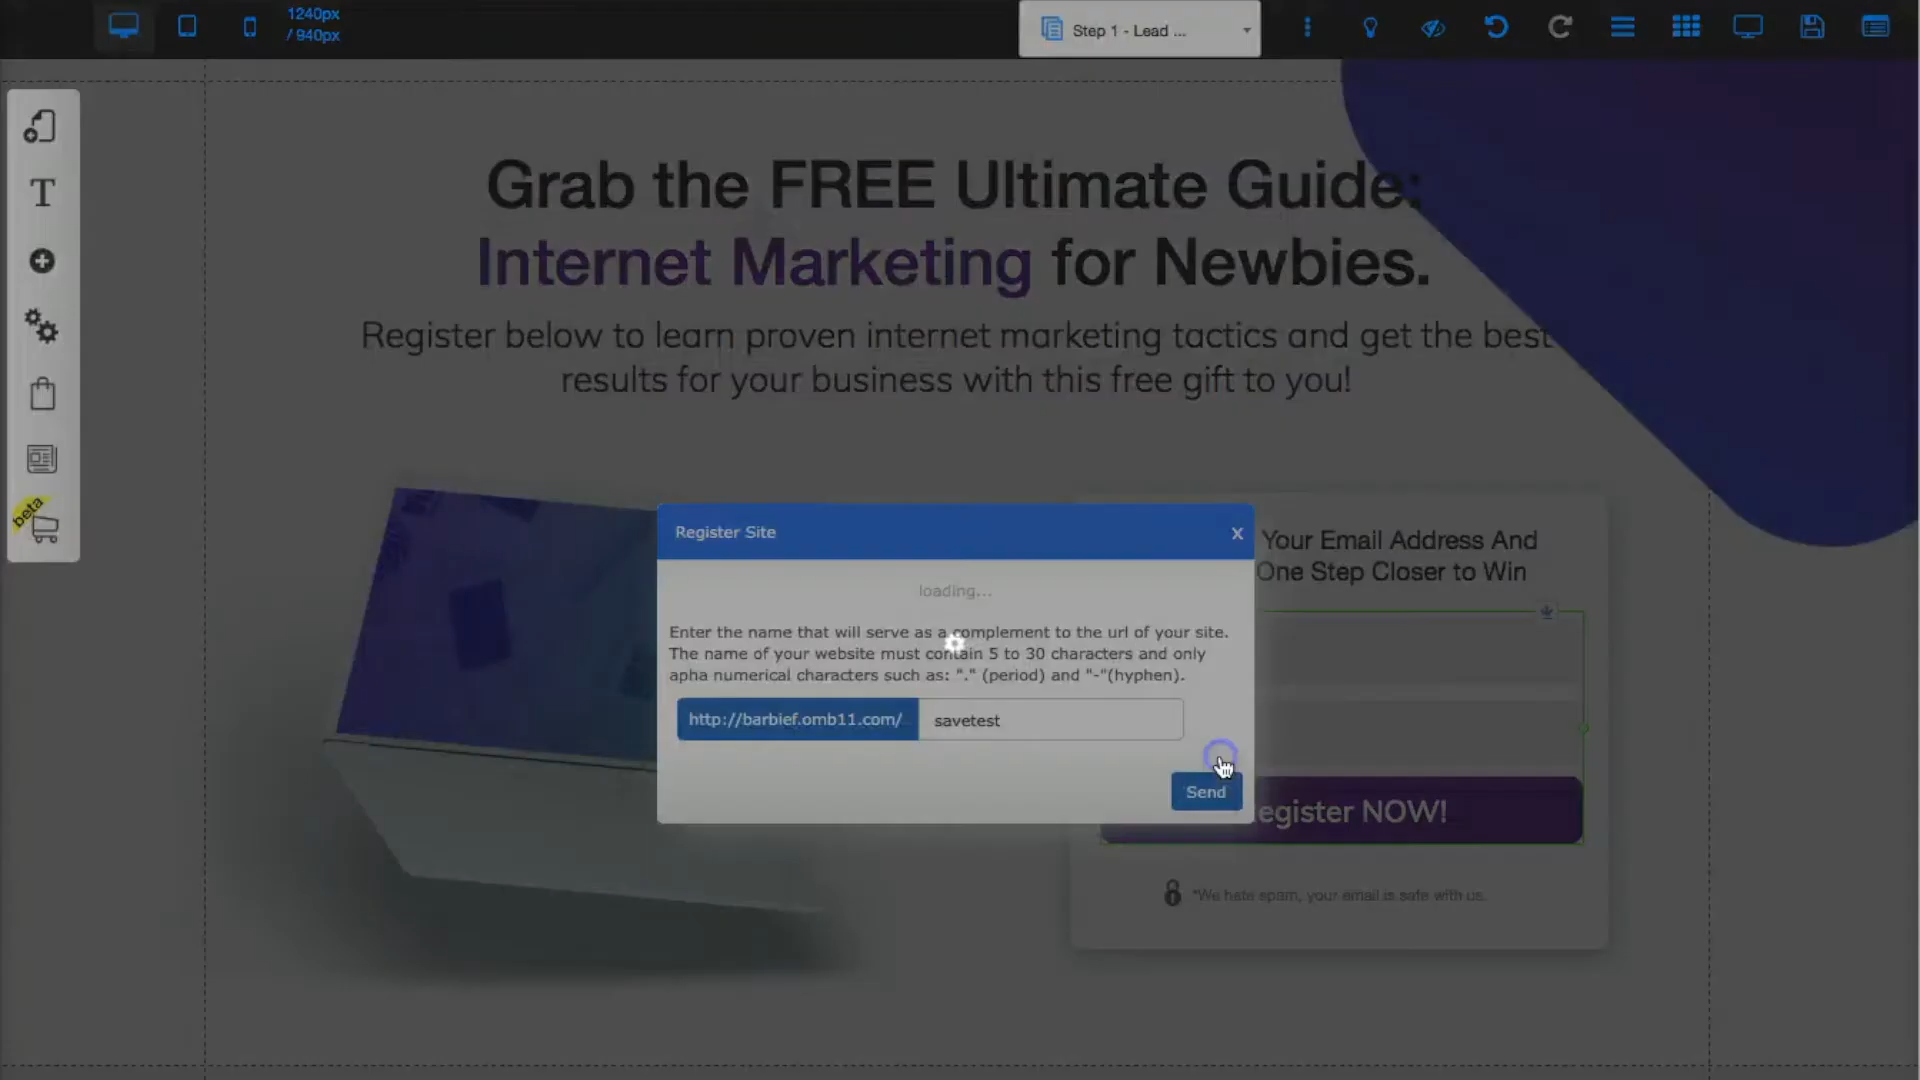 1240px
/ 940px
Step 1 - Lead ...
Grab the FREE Ultimate Guide:
Internet Marketing for Newbies.
Register below to learn proven internet marketing tactics and get the best
results for your business with this free gift to you!
T
beta
Register Site
X
loading...
Enter the name that will serve as a complement to the url of your site.
The name of your website must contain 5 to 30 characters and only
apha numerical characters such as: "." (period) and "-"(hyphen).
http://barbief.omb11.com/
savetest
Send
Your Email Address And
One Step Closer to Win
egister NOW!
*We hate spam, your email is safe with us.